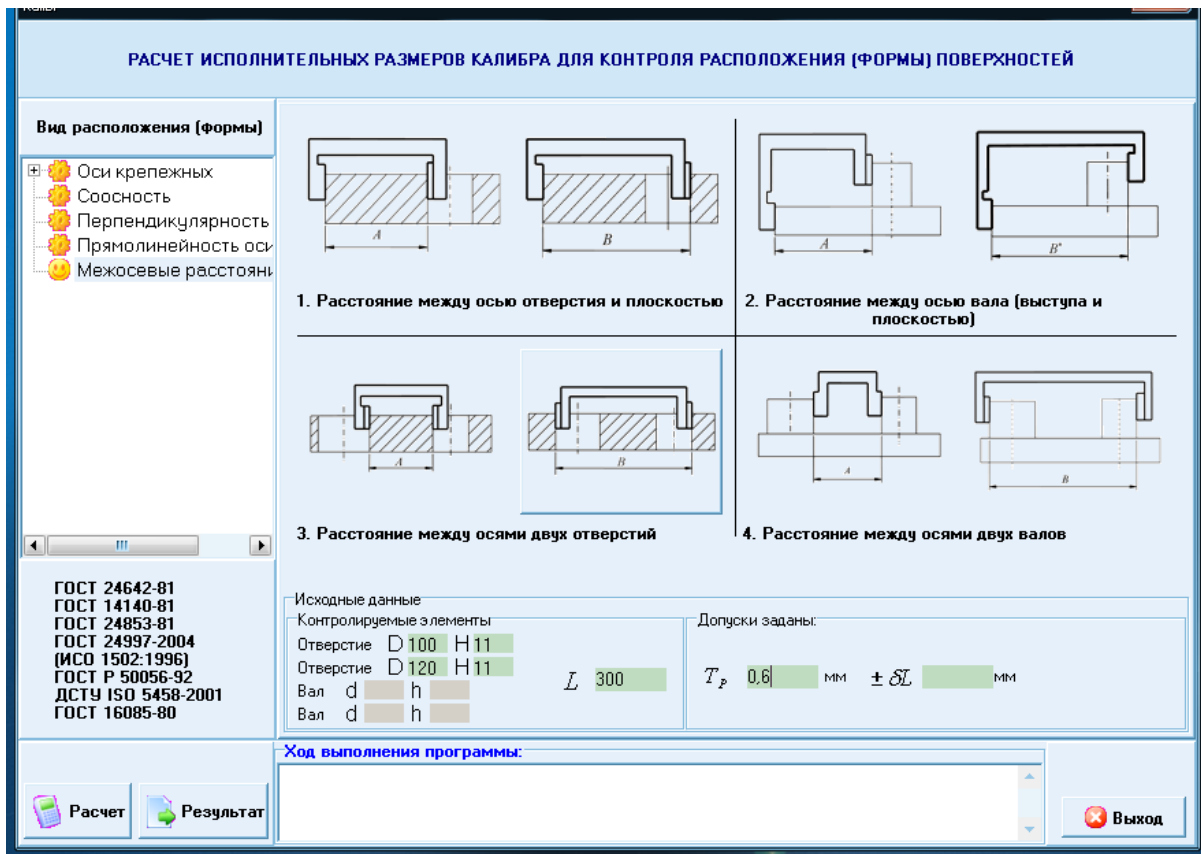 РАСЧЕТ ИСПОЛНИТЕЛЬНЫХ РАЗМЕРОВ КАЛИБРА ДЛЯ КОНТРОЛЯ РАСПОЛОЖЕНИЯ (ФОРМЫ) ПОВЕРХНОСТЕЙ
Вид расположения (формы)
Оси крепежных
Соосность
Перпендикулярность
Прямолинейность оси
Межосевые расстояни
A
B
A
B'
1. Расстояние между осью отверстия и плоскостью
2. Расстояние между осью вала (выступа и
плоскостью)
A
B
A
B
3. Расстояние между осями двух отверстий
4. Расстояние между осями двух валов
ГОСТ 24642-81
ГОСТ 14140-81
ГОСТ 24853-81
ГОСТ 24997-2004
(ИСО 1502:1996)
ГОСТ Р 50056-92
ДСТУ ISO 5458-2001
ГОСТ 16085-80
Исходные данные
Контролируемые элементы
Отверстие D 100 H 11
Отверстие D 120 H 11
Вал d h
Вал d h
L 300
Допуски заданы:
T_P 0,6 мм ± δL мм
Ход выполнения программы:
Расчет
Результат
Выход